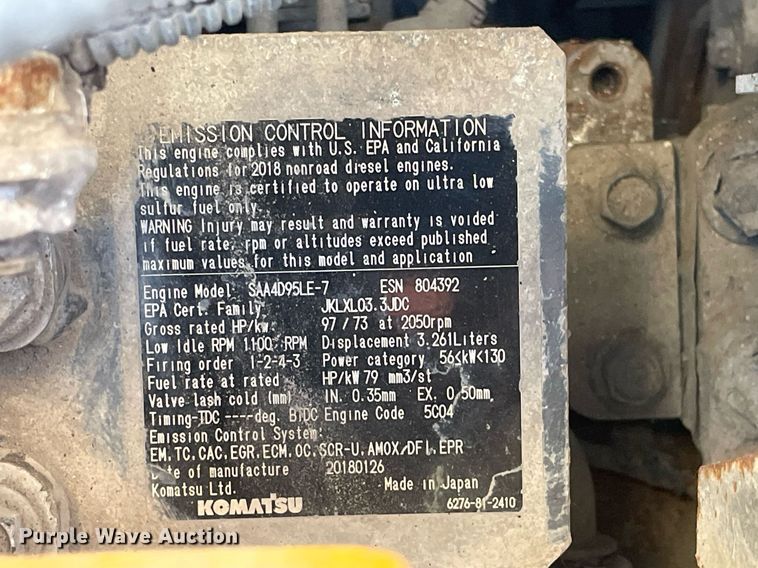 EMISSION CONTROL INFORMATION
This engine complies with U.S. EPA and California
Regulations for 2018 nonroad diesel engines.
This engine is certified to operate on ultra low
sulfur fuel only.
WARNING Injury may result and warranty is voided
if fuel rate, rpm or altitudes exceed published
maximum values for this model and application
Engine Model SAA4D95LE-7 ESN 804392
EPA Cert. Family JKLXL03.3JDC
Gross rated HP/kw 97/73 at 2050rpm
Low Idle RPM 1100 RPM Displacement 3.261Liters
Firing order 1-2-4-3 Power category 56≤kW<130
Fuel rate at rated HP/kW 79 mm3/st
Valve lash cold (mm) IN. 0.35mm EX. 0.50mm
Timing-TDC ----deg. BTDC Engine Code 5C04
Emission Control System:
EM,TC,CAC,EGR,ECM,OC,SCR-U,AMOX,DFI,EPR
Date of manufacture 20180126
Komatsu Ltd. Made in Japan
KOMATSU 6276-81-2410
Purple Wave Auction